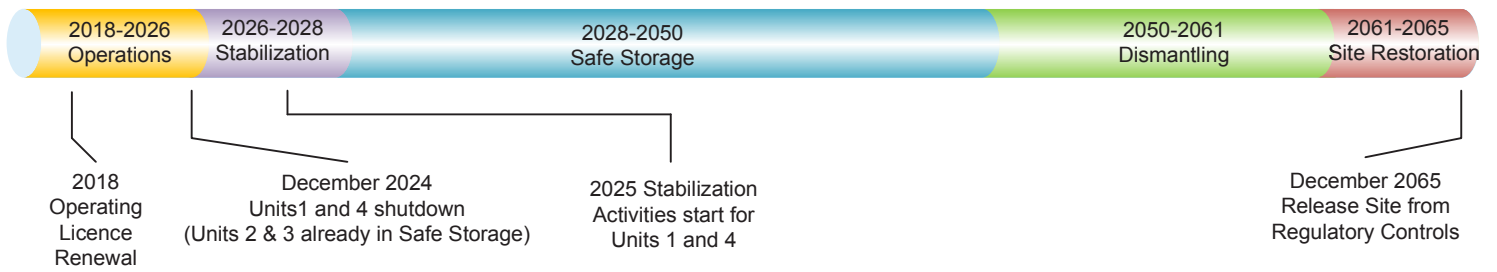 2018-2026
Operations
2026-2028
Stabilization
2028-2050
Safe Storage
2050-2061
Dismantling
2061-2065
Site Restoration
2018
Operating
Licence
Renewal
December 2024
Units1 and 4 shutdown
(Units 2 & 3 already in Safe Storage)
2025 Stabilization
Activities start for
Units 1 and 4
December 2065
Release Site from
Regulatory Controls